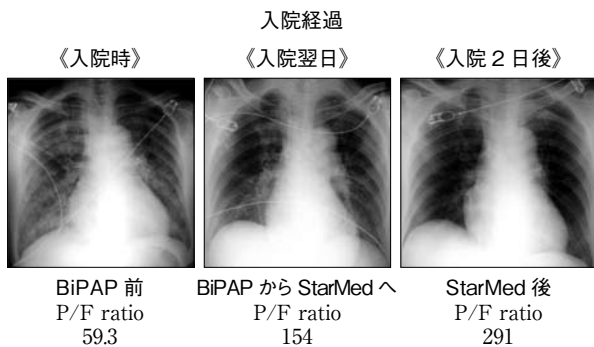 入院経過
《入院時》
《入院翌日》
《入院 2 日後》
BiPAP 前
P/F ratio
59.3
BiPAP から StarMed へ
P/F ratio
154
StarMed 後
P/F ratio
291